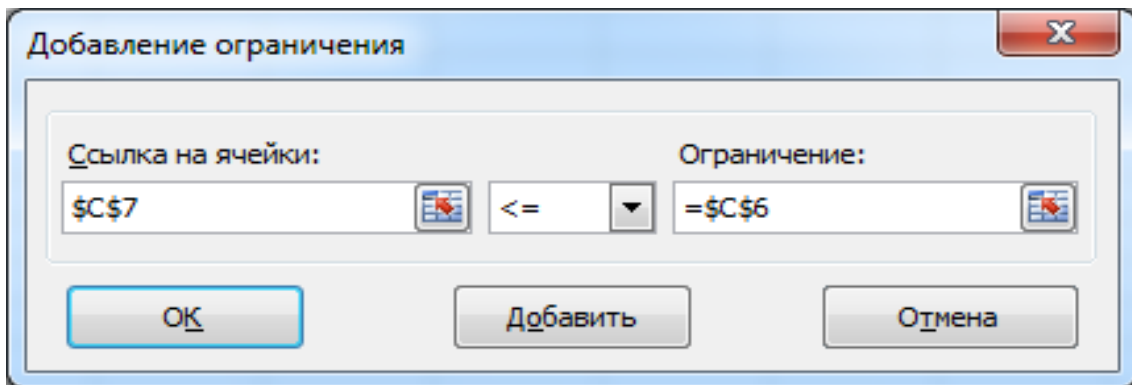 Добавление ограничения
Ссылка на ячейки: Ограничение:
$C$7 <= =$C$6
ОК Добавить Отмена